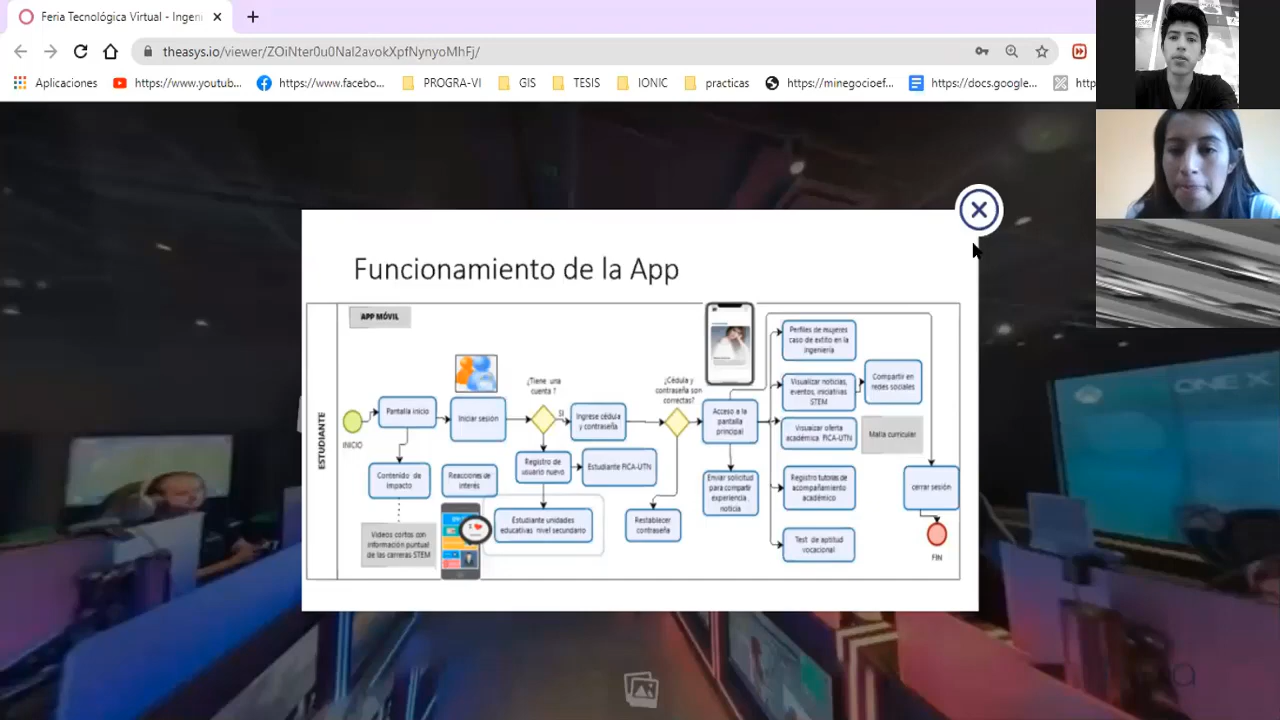 Feria Tecnológica Virtual - Ingeni
theasys.io/viewer/ZOiNter0u0Nal2avokXpfNynyoMhFj/
Aplicaciones
https://www.youtub...
https://www.facebo...
PROGRA-VI
GIS
TESIS
IONIC
practicas
https://minegocioef...
https://docs.google...
http
Funcionamiento de la App
ESTUDIANTE
APP MÓVIL
INICIO
Pantalla inicio
Contenido de
impacto
Videos cortos con
información puntual
de las carreras STEM
Iniciar sesión
Reacciones de
interés
¿Tiene una
cuenta ?
SI
Ingrese cédula
y contraseña
Registro de
usuario nuevo
Estudiante FICA-UTN
Estudiante unidades
educativas nivel secundario
¿Cédula y
contraseña son
correctas?
Restablecer
contraseña
Acceso a la
pantalla
principal
Enviar solicitud
para compartir
experiencia
noticia
Perfiles de mujeres
caso de extito en la
Ingeniería
Visualizar noticias,
eventos, iniciativas
STEM
Compartir en
redes sociales
Visualizar oferta
académica FICA-UTN
Malla curricular
Registro tutorias de
acompañamiento
académico
Test de aptitud
vocacional
cerrar sesión
FIN
ONE X